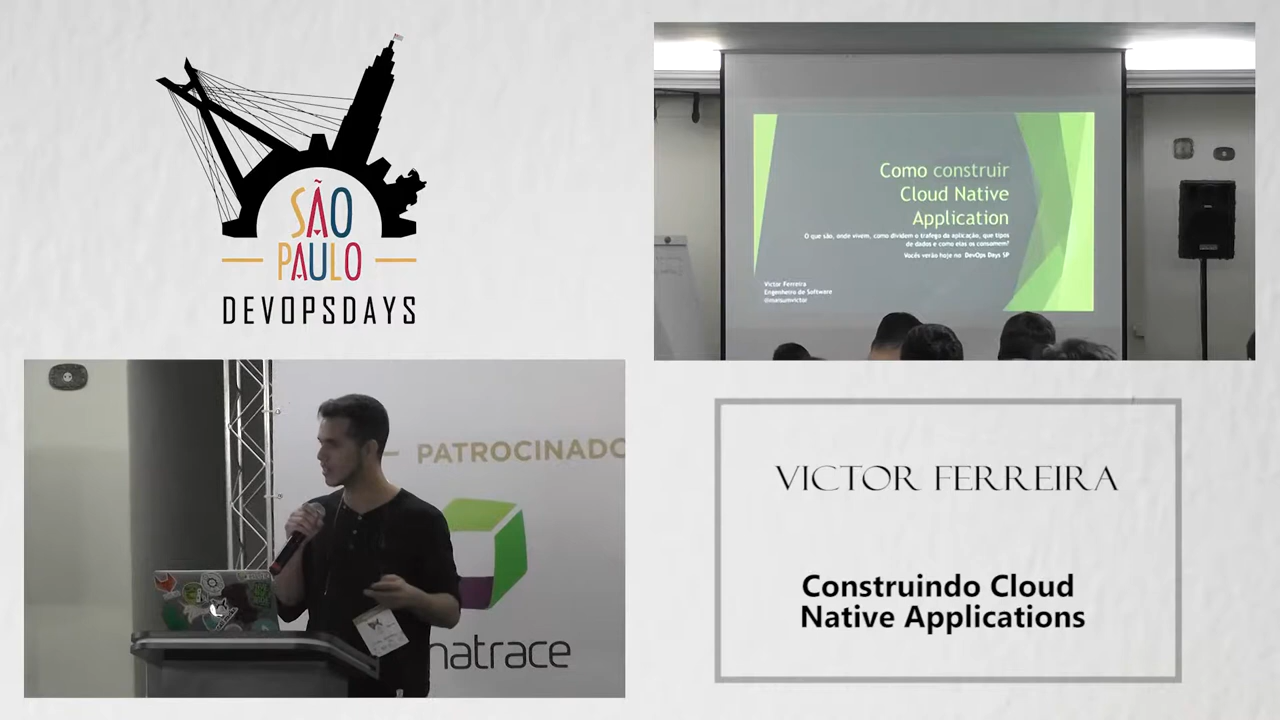 SÃO
PAULO
DEVOPSDAYS
Como construir
Cloud Native
Application
O que são, onde vivem, como dividem o trafego da aplicação, que tipos
de dados e como elas os consomem?
Vocês verão hoje no DevOps Days SP
Victor Ferreira
Engenheiro de Software
@maisumvictor
PATROCINADO
natrace
VICTOR FERREIRA
Construindo Cloud
Native Applications